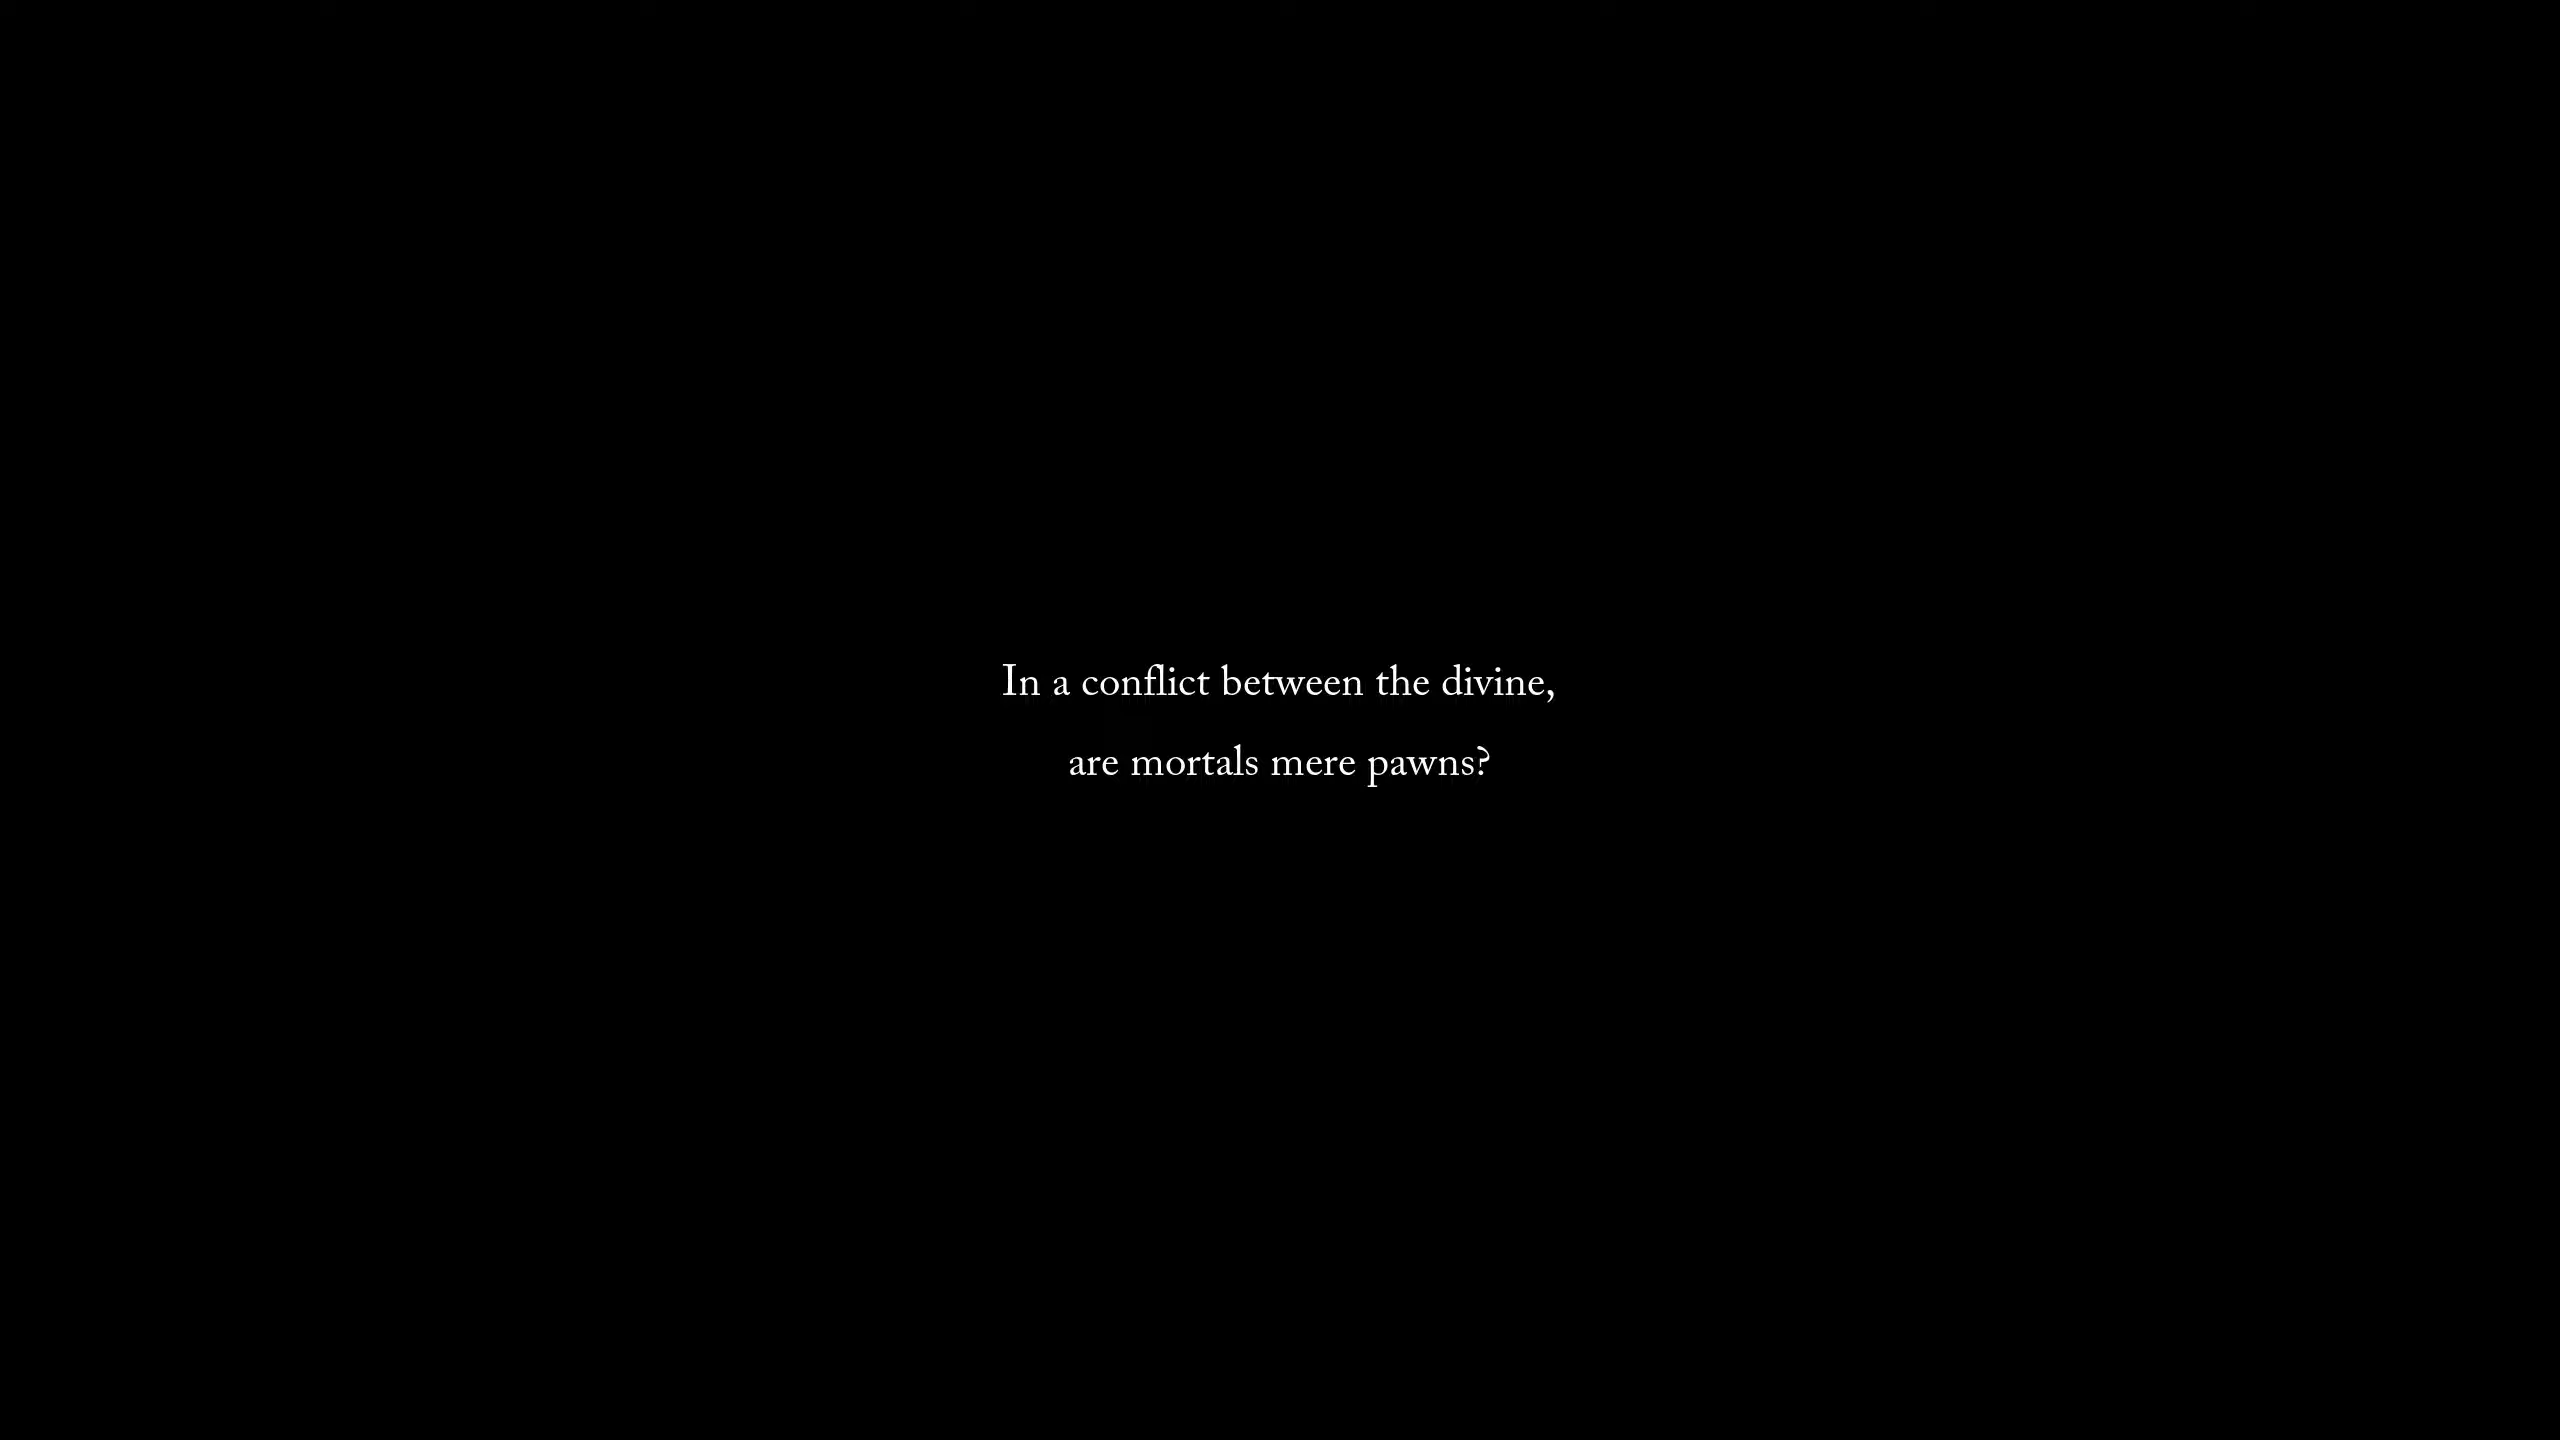 In a conflict between the divine,
are mortals mere pawns?